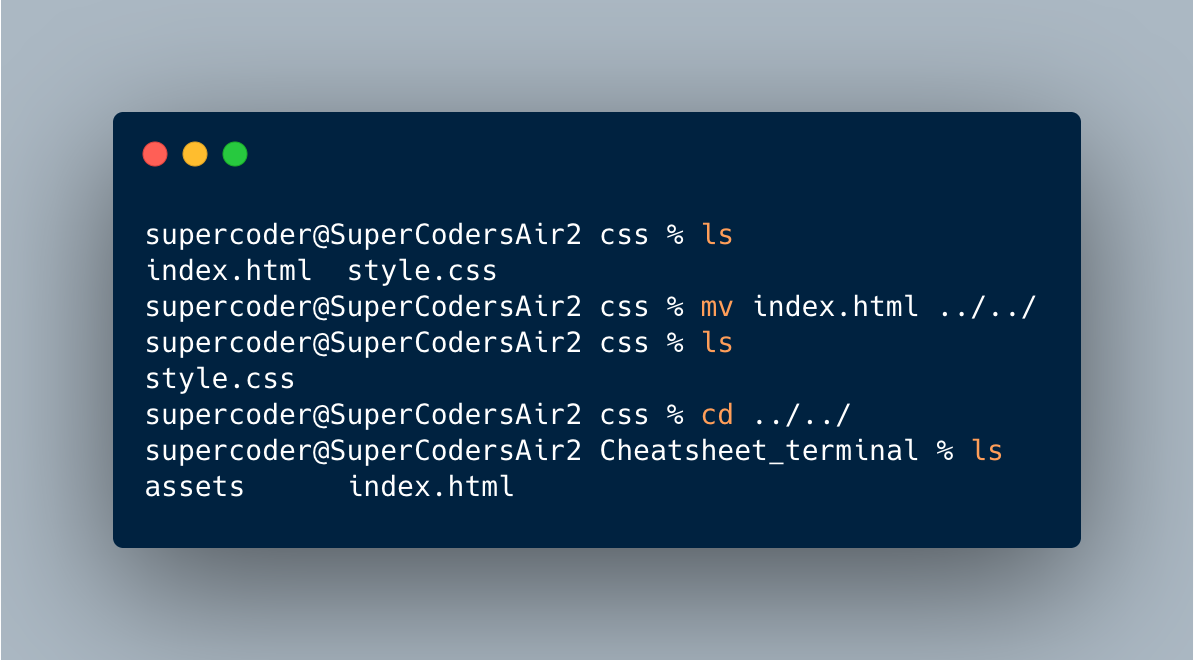 supercoder@SuperCodersAir2 css % ls
index.html  style.css
supercoder@SuperCodersAir2 css % mv index.html ../../
supercoder@SuperCodersAir2 css % ls
style.css
supercoder@SuperCodersAir2 css % cd ../../
supercoder@SuperCodersAir2 Cheatsheet_terminal % ls
assets      index.html